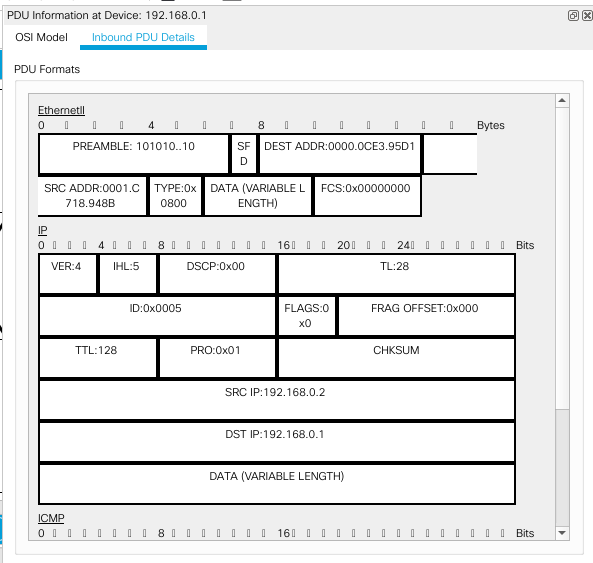 PDU Information at Device: 192.168.0.1
OSI Model Inbound PDU Details
PDU Formats
EthernetII
0 4 8 Bytes
PREAMBLE: 101010..10 SF DEST ADDR:0000.0CE3.95D1
D
SRC ADDR:0001.C TYPE:0x DATA (VARIABLE L FCS:0x00000000
718.948B 0800 ENGTH)
IP
0 4 8 16 20 24 Bits
VER:4 IHL:5 DSCP:0x00 TL:28
ID:0x0005 FLAGS:0 FRAG OFFSET:0x000
x0
TTL:128 PRO:0x01 CHKSUM
SRC IP:192.168.0.2
DST IP:192.168.0.1
DATA (VARIABLE LENGTH)
ICMP
0 8 16 Bits